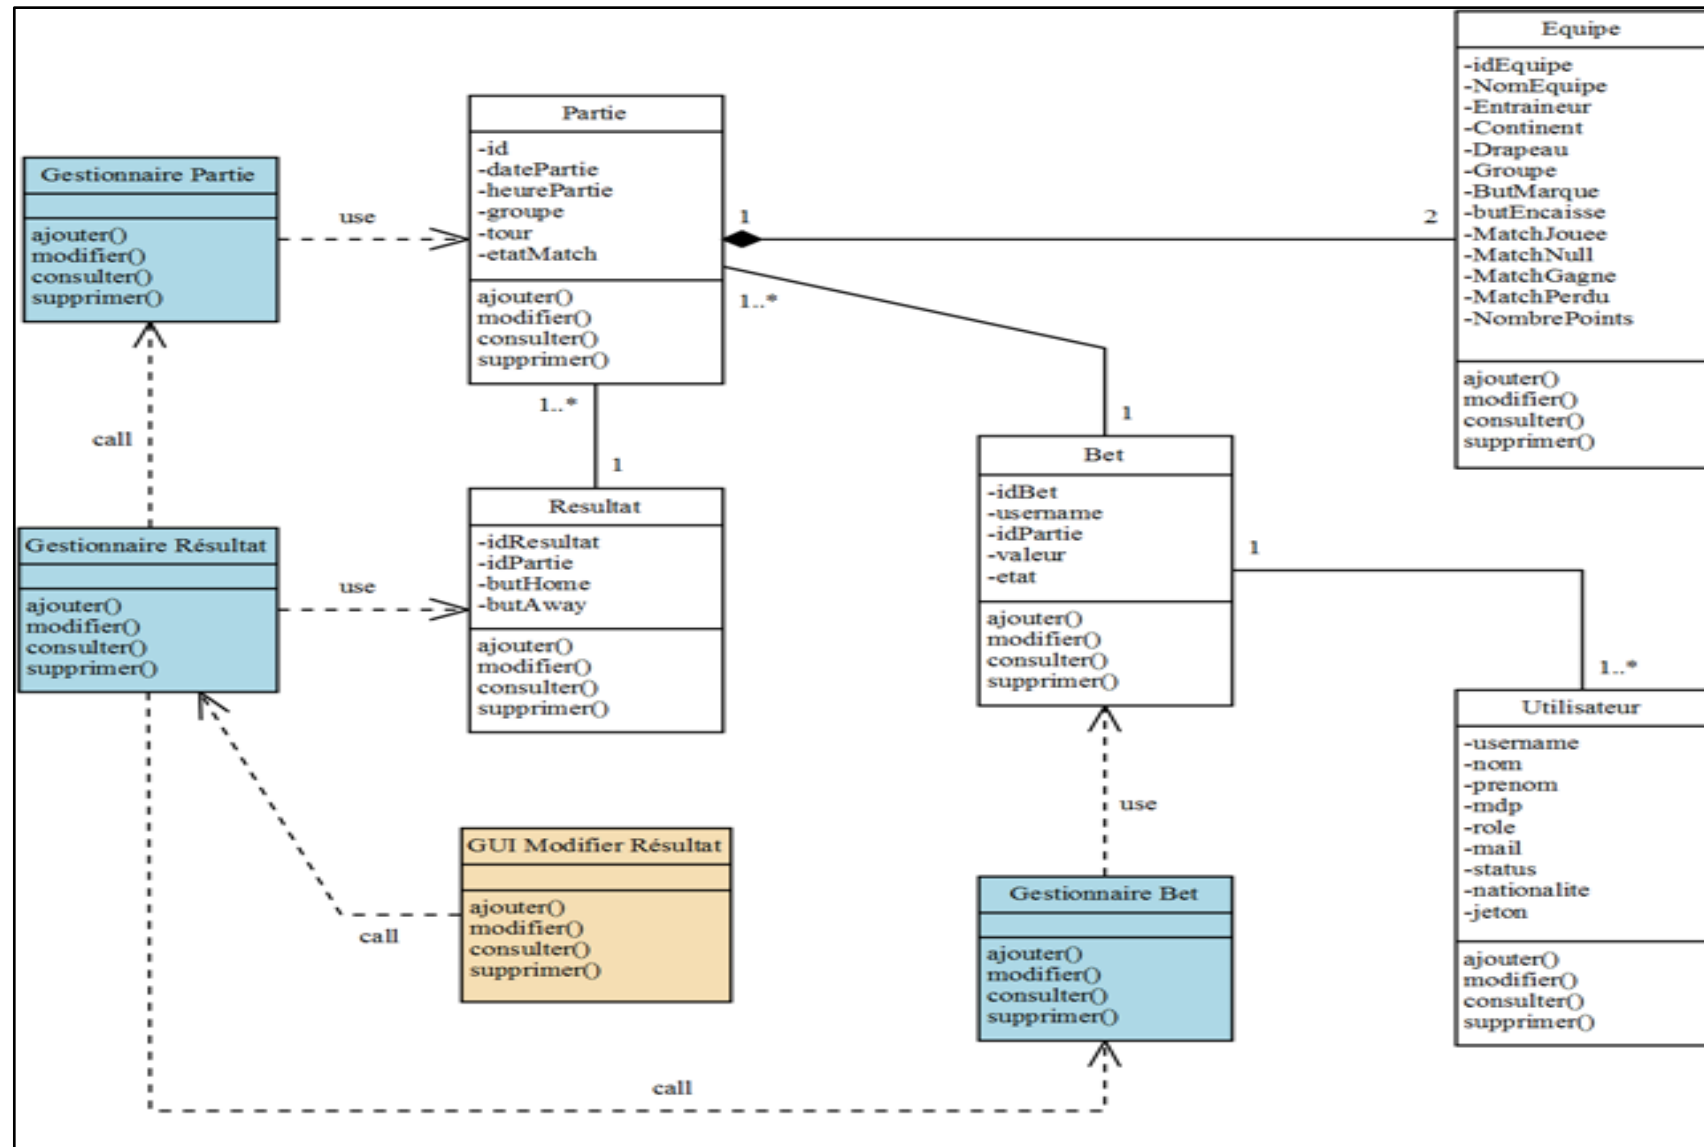 Equipe
-idEquipe
-NomEquipe
-Entraineur
-Continent
-Drapeau
-Groupe
-ButMarque
-butEncaisse
-MatchJouee
-MatchNull
-MatchGagne
-MatchPerdu
-NombrePoints
ajouter()
modifier()
consulter()
supprimer()
Partie
-id
-datePartie
-heurePartie
-groupe
-tour
-etatMatch
ajouter()
modifier()
consulter()
supprimer()
Gestionnaire Partie
ajouter()
modifier()
consulter()
supprimer()
use
1
2
1..*
1
1..*
1
call
Bet
-idBet
-username
-idPartie
-valeur
-etat
ajouter()
modifier()
consulter()
supprimer()
Resultat
-idResultat
-idPartie
-butHome
-butAway
ajouter()
modifier()
consulter()
supprimer()
Gestionnaire Résultat
ajouter()
modifier()
consulter()
supprimer()
use
1
1..*
Utilisateur
-username
-nom
-prenom
-mdp
-role
-mail
-status
-nationalite
-jeton
ajouter()
modifier()
consulter()
supprimer()
use
GUI Modifier Résultat
ajouter()
modifier()
consulter()
supprimer()
call
Gestionnaire Bet
ajouter()
modifier()
consulter()
supprimer()
call